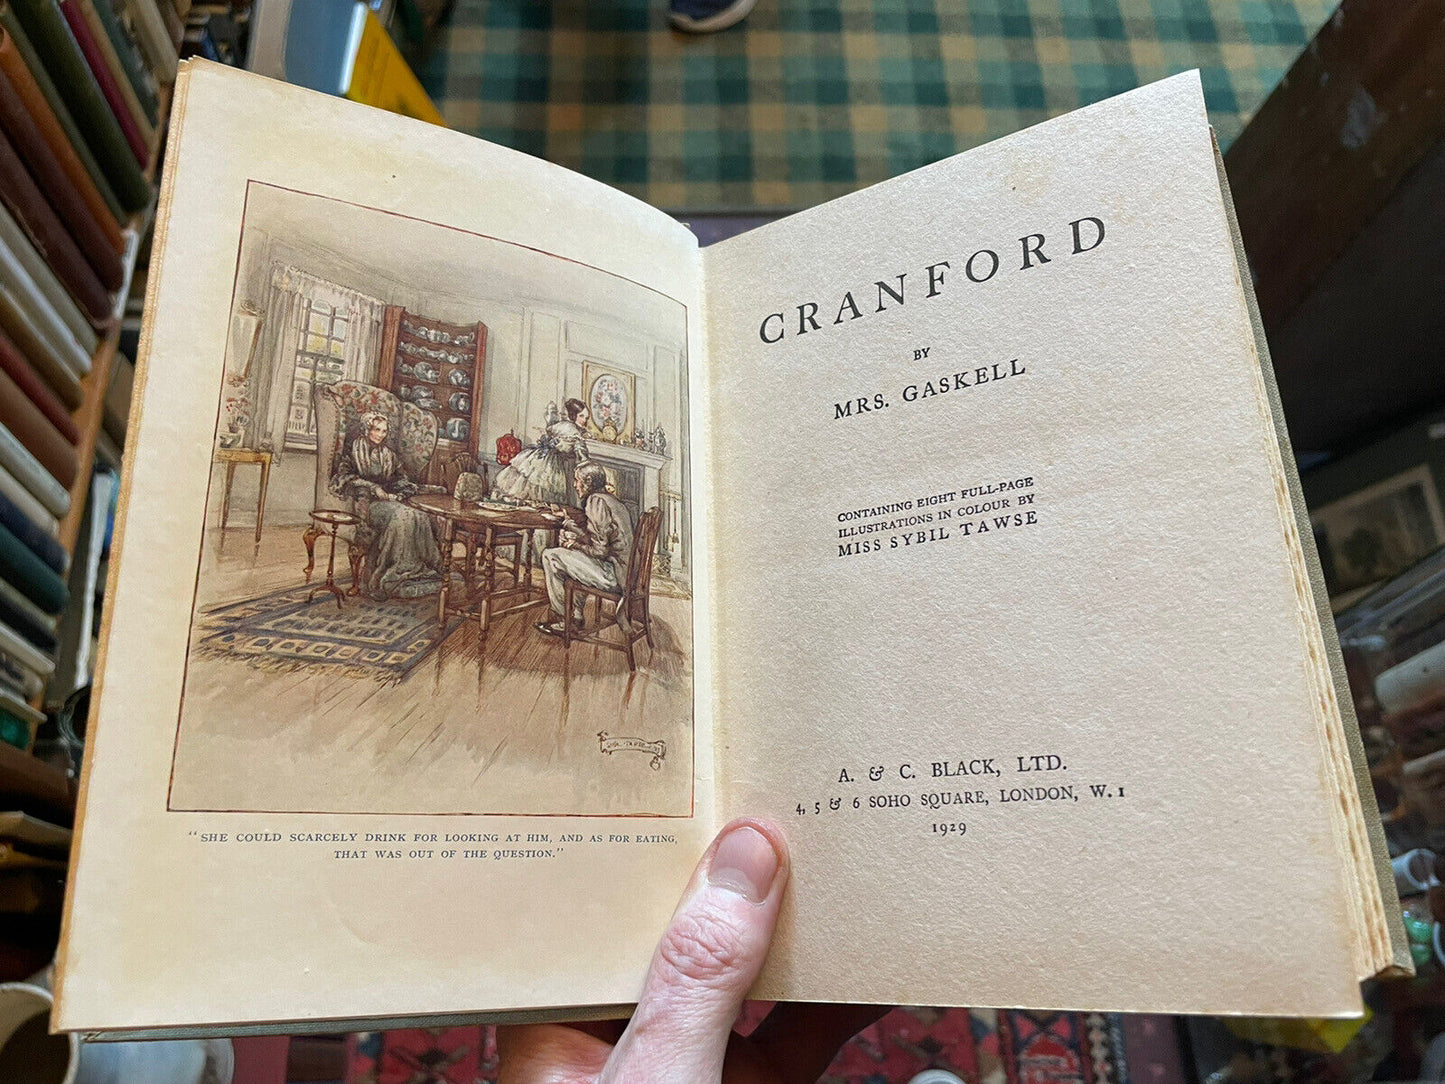 "SHE COULD SCARCELY DRINK FOR LOOKING AT HIM, AND AS FOR EATING,
THAT WAS OUT OF THE QUESTION."
CRANFORD
BY
MRS. GASKELL
CONTAINING EIGHT FULL-PAGE
ILLUSTRATIONS IN COLOUR BY
MISS SYBIL TAWSE
A. & C. BLACK, LTD.
4, 5 & 6 SOHO SQUARE, LONDON, W. 1
1929